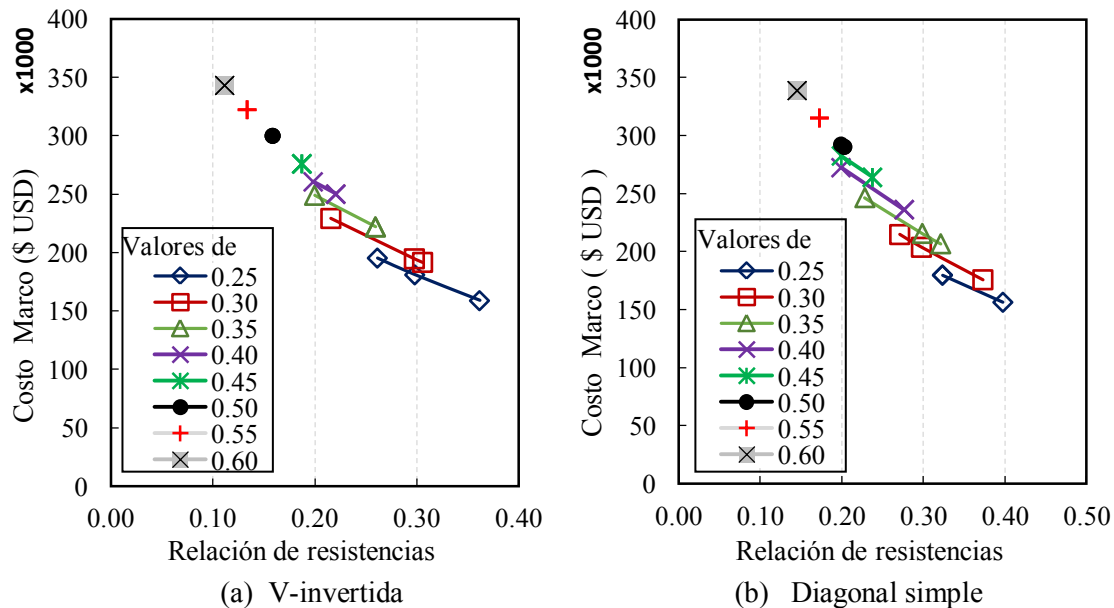 x1000
Costo Marco ($ USD)
400
350
300
250
200
150
100
50
0
Valores de
0.25
0.30
0.35
0.40
0.45
0.50
0.55
0.60
0.00 0.10 0.20 0.30 0.40
Relación de resistencias
(a) V-invertida
x1000
Costo Marco ( $ USD)
400
350
300
250
200
150
100
50
0
Valores de
0.25
0.30
0.35
0.40
0.45
0.50
0.55
0.60
0.00 0.10 0.20 0.30 0.40 0.50
Relación de resistencias
(b) Diagonal simple